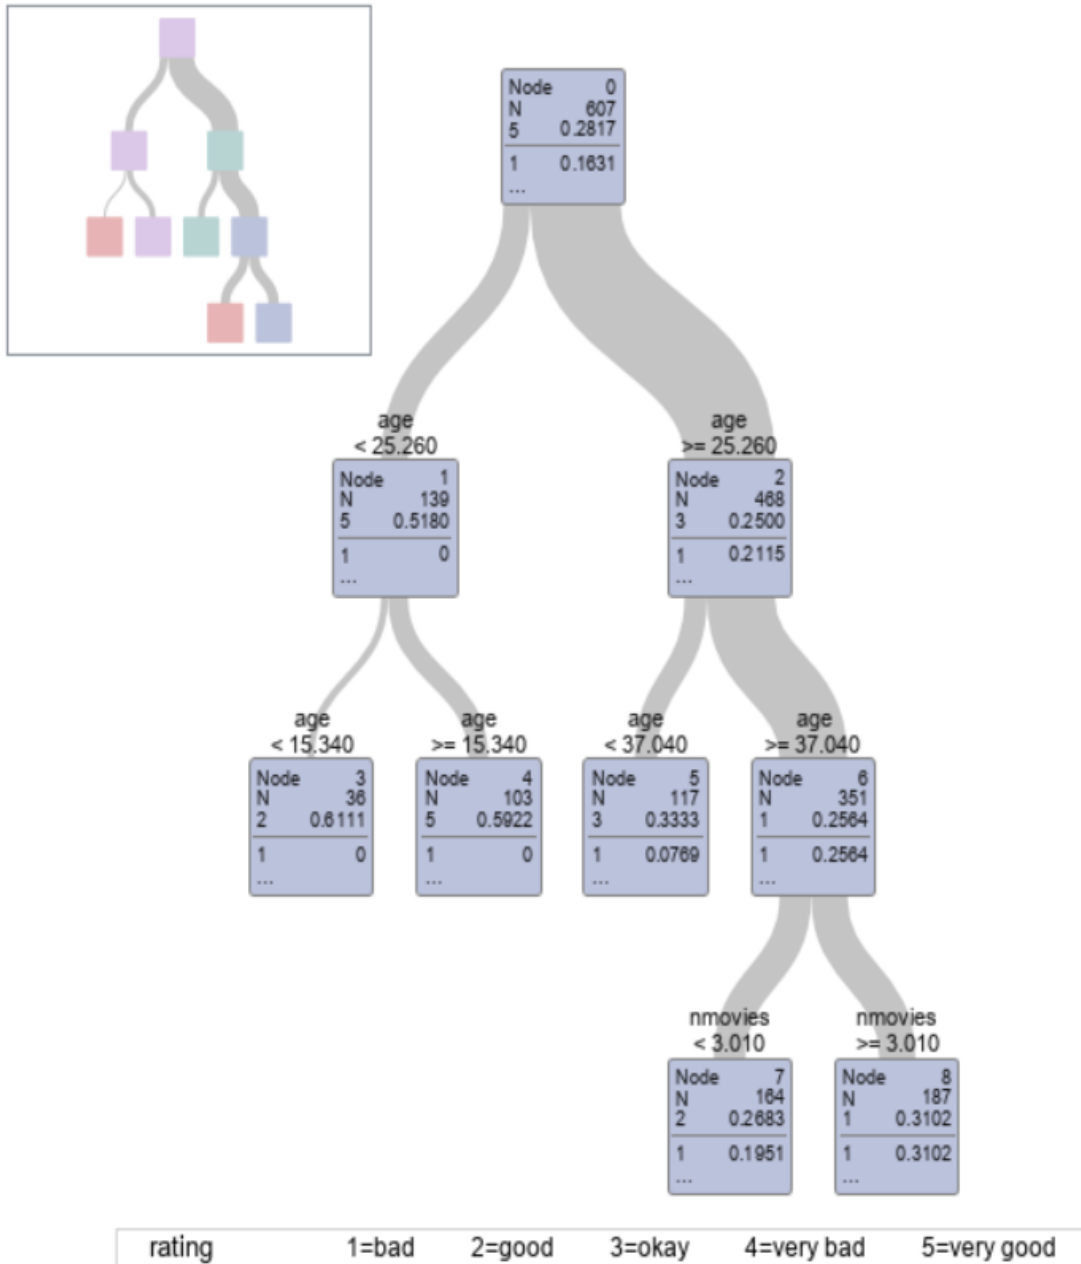 Node 0
N 607
5 0.2817
1 0.1631
...
age
< 25.260
Node 1
N 139
5 0.5180
1 0
...
age
>= 25.260
Node 2
N 468
3 0.2500
1 0.2115
...
age
< 15.340
Node 3
N 36
2 0.6111
1 0
...
age
>= 15.340
Node 4
N 103
5 0.5922
1 0
...
age
< 37.040
Node 5
N 117
3 0.3333
1 0.0769
...
age
>= 37.040
Node 6
N 351
1 0.2564
1 0.2564
...
nmovies
< 3.010
Node 7
N 164
2 0.2683
1 0.1951
...
nmovies
>= 3.010
Node 8
N 187
1 0.3102
1 0.3102
...
rating 1=bad 2=good 3=okay 4=very bad 5=very good